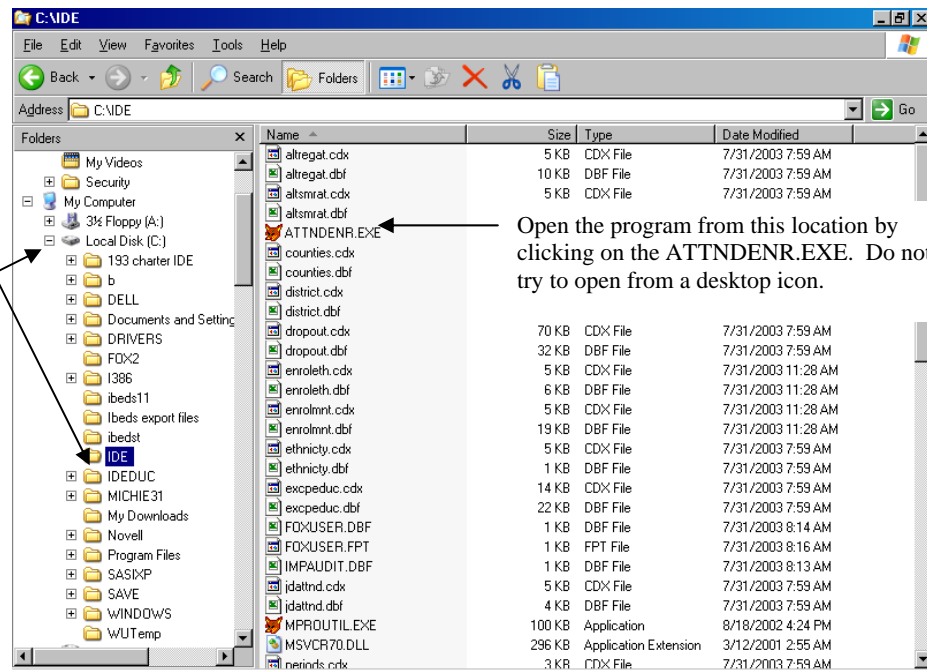 C:\IDE
File Edit View Favorites Tools Help
Back Search Folders
Address C:\IDE Go
Folders x
My Videos
Security
My Computer
3½ Floppy (A:)
Local Disk (C:)
193 charter IDE
b
DELL
Documents and Setting
DRIVERS
FOX2
I386
ibeds11
Ibeds export files
ibedst
IDE
IDEDUC
MICHIE31
My Downloads
Novell
Program Files
SASIXP
SAVE
WINDOWS
WUTemp
Name Size Type Date Modified
altregat.cdx 5 KB CDX File 7/31/2003 7:59 AM
altregat.dbf 10 KB DBF File 7/31/2003 7:59 AM
altsmrat.cdx 5 KB CDX File 7/31/2003 7:59 AM
altsmrat.dbf
ATTNDENR.EXE
counties.cdx
counties.dbf
district.cdx
district.dbf
Open the program from this location by
clicking on the ATTNDENR.EXE. Do not
try to open from a desktop icon.
dropout.cdx 70 KB CDX File 7/31/2003 7:59 AM
dropout.dbf 32 KB DBF File 7/31/2003 7:59 AM
enroleth.cdx 5 KB CDX File 7/31/2003 11:28 AM
enroleth.dbf 6 KB DBF File 7/31/2003 11:28 AM
enrolmnt.cdx 5 KB CDX File 7/31/2003 11:28 AM
enrolmnt.dbf 19 KB DBF File 7/31/2003 11:28 AM
ethnicty.cdx 5 KB CDX File 7/31/2003 7:59 AM
ethnicty.dbf 1 KB DBF File 7/31/2003 7:59 AM
excpeduc.cdx 14 KB CDX File 7/31/2003 7:59 AM
excpeduc.dbf 22 KB DBF File 7/31/2003 7:59 AM
FOXUSER.DBF 1 KB DBF File 7/31/2003 8:14 AM
FOXUSER.FPT 1 KB FPT File 7/31/2003 8:16 AM
IMPAUDIT.DBF 1 KB DBF File 7/31/2003 8:13 AM
jdattnd.cdx 5 KB CDX File 7/31/2003 7:59 AM
jdattnd.dbf 4 KB DBF File 7/31/2003 7:59 AM
MPROUTIL.EXE 100 KB Application 8/18/2002 4:24 PM
MSVCR70.DLL 296 KB Application Extension 3/12/2001 2:55 AM
periods.cdx 3 KB CDX File 7/31/2003 7:59 AM